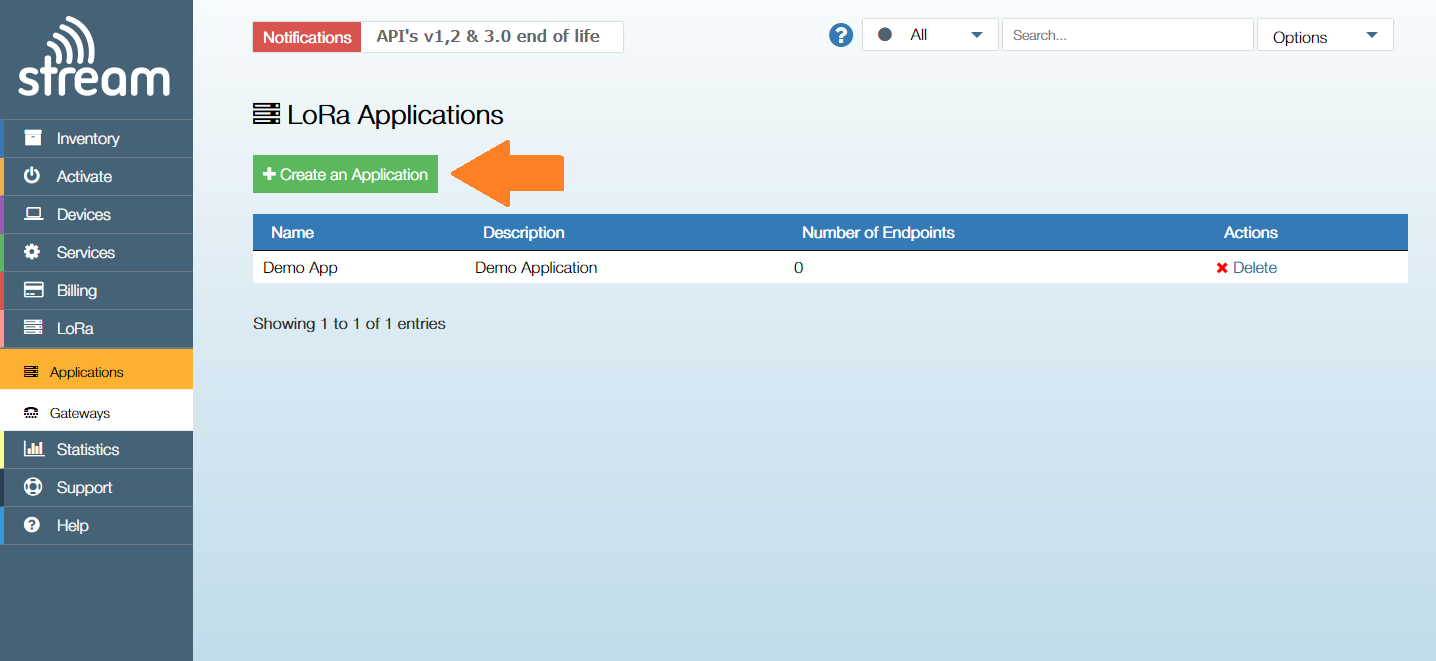 stream
Notifications API's v1,2 & 3.0 end of life
? All Search... Options
LoRa Applications
Create an Application
Name Description Number of Endpoints Actions
Demo App Demo Application 0 Delete
Showing 1 to 1 of 1 entries
Inventory
Activate
Devices
Services
Billing
LoRa
Applications
Gateways
Statistics
Support
? Help